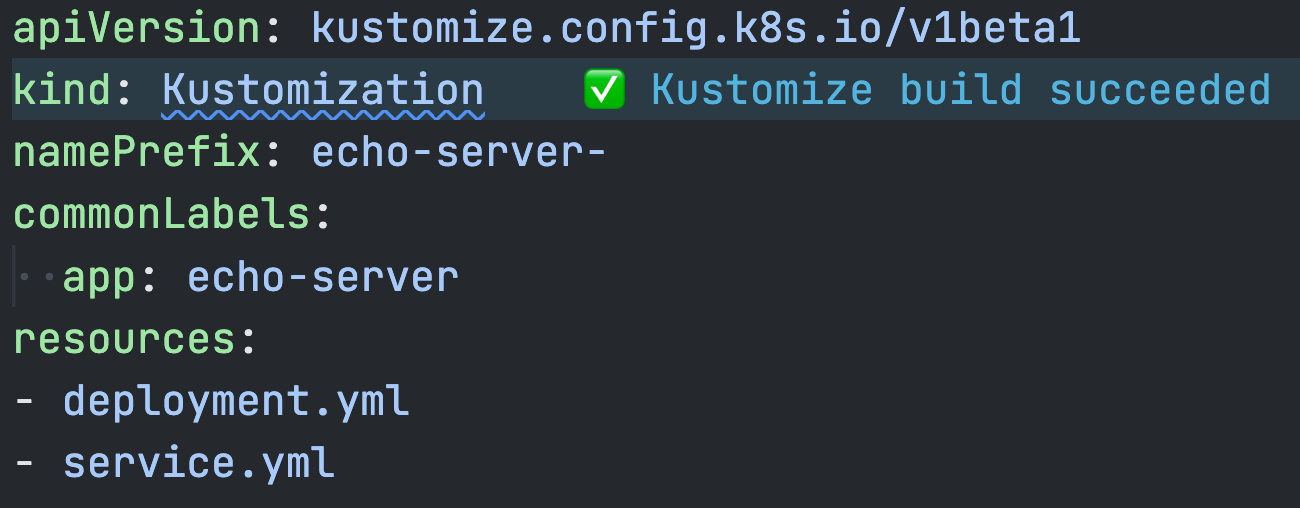 apiVersion: kustomize.config.k8s.io/v1beta1
kind: Kustomization ✅ Kustomize build succeeded
namePrefix: echo-server-
commonLabels:
  app: echo-server
resources:
- deployment.yml
- service.yml